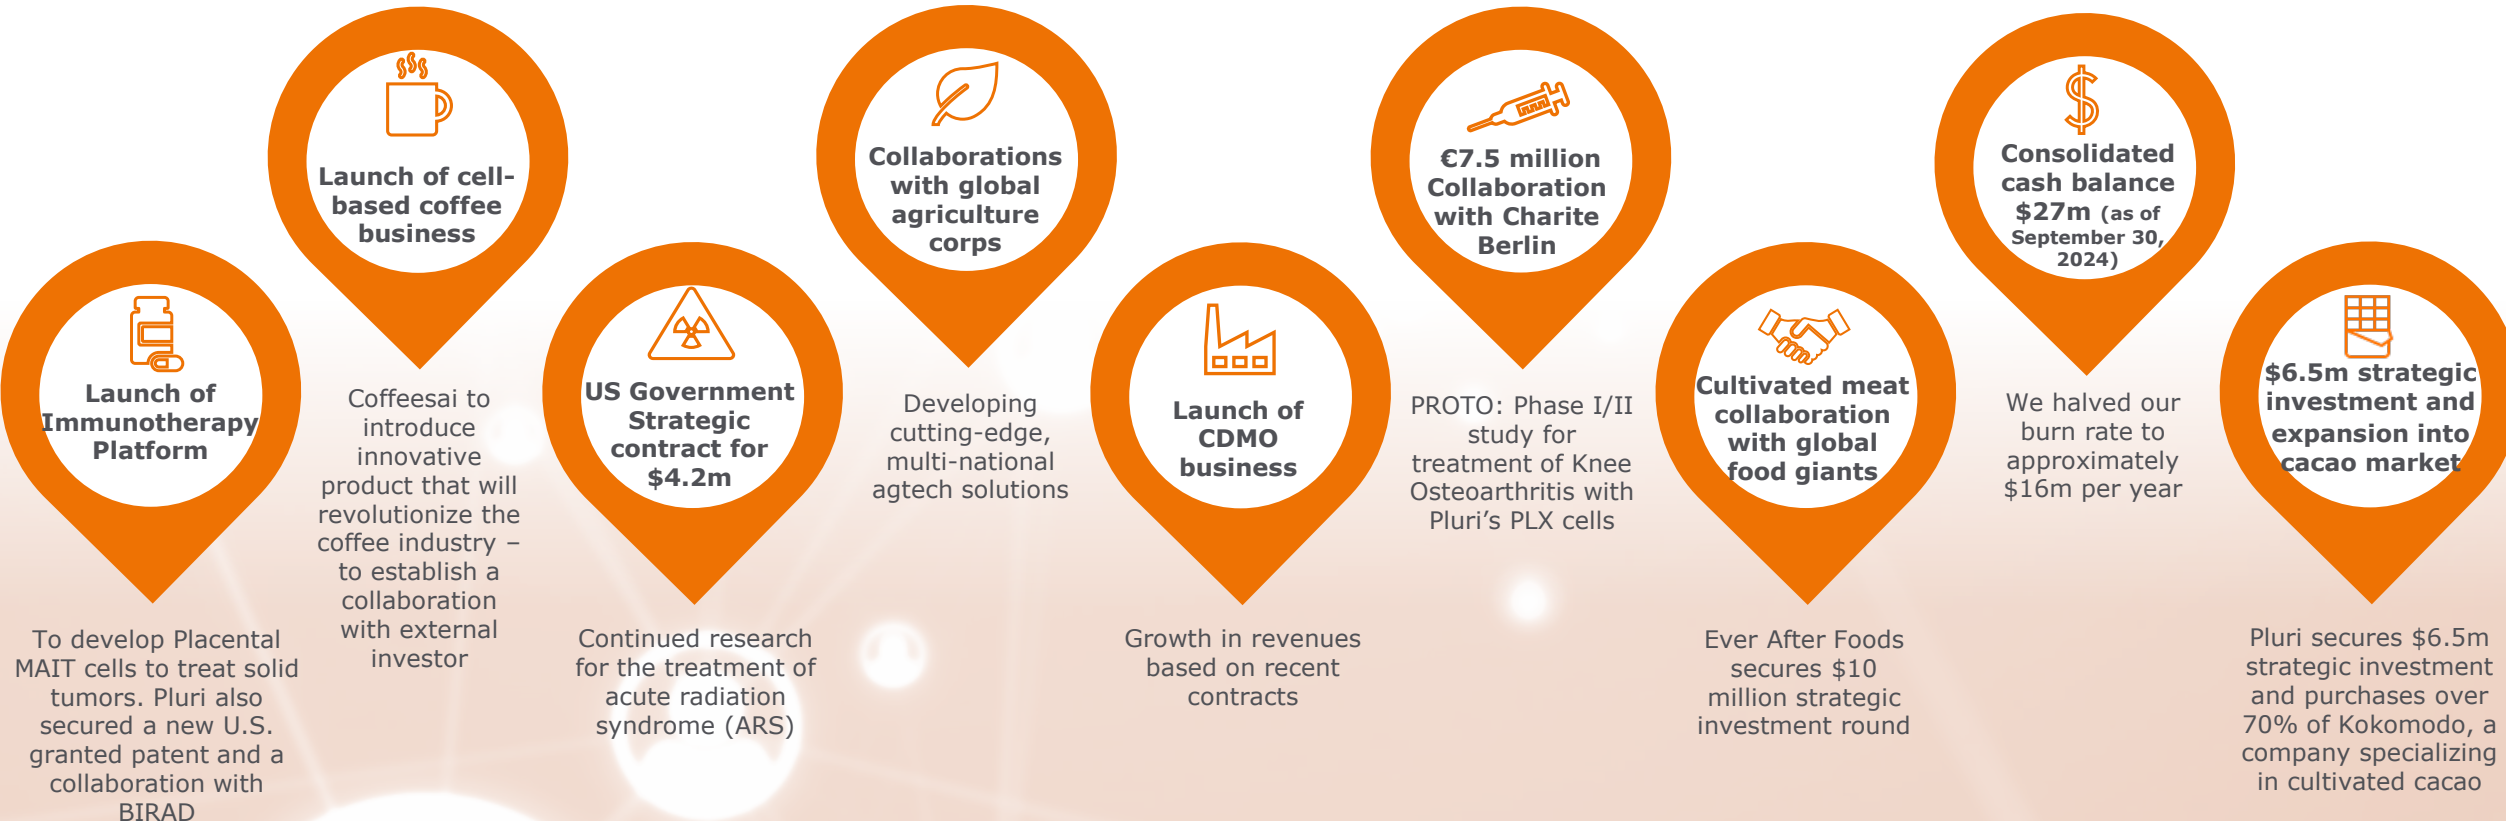 Launch of
Immunotherapy
Platform
To develop Placental
MAIT cells to treat solid
tumors. Pluri also
secured a new U.S.
granted patent and a
collaboration with
BIRAD
Launch of cell-
based coffee
business
Coffeesai to
introduce
innovative
product that will
revolutionize the
coffee industry –
to establish a
collaboration
with external
investor
US Government
Strategic
contract for
$4.2m
Continued research
for the treatment of
acute radiation
syndrome (ARS)
Collaborations
with global
agriculture
corps
Developing
cutting-edge,
multi-national
agtech solutions
Launch of
CDMO
business
Growth in revenues
based on recent
contracts
€7.5 million
Collaboration
with Charite
Berlin
PROTO: Phase I/II
study for
treatment of Knee
Osteoarthritis with
Pluri’s PLX cells
Cultivated meat
collaboration
with global
food giants
Ever After Foods
secures $10
million strategic
investment round
Consolidated
cash balance
$27m (as of
September 30,
2024)
We halved our
burn rate to
approximately
$16m per year
$6.5m strategic
investment and
expansion into
cacao market
Pluri secures $6.5m
strategic investment
and purchases over
70% of Kokomodo, a
company specializing
in cultivated cacao